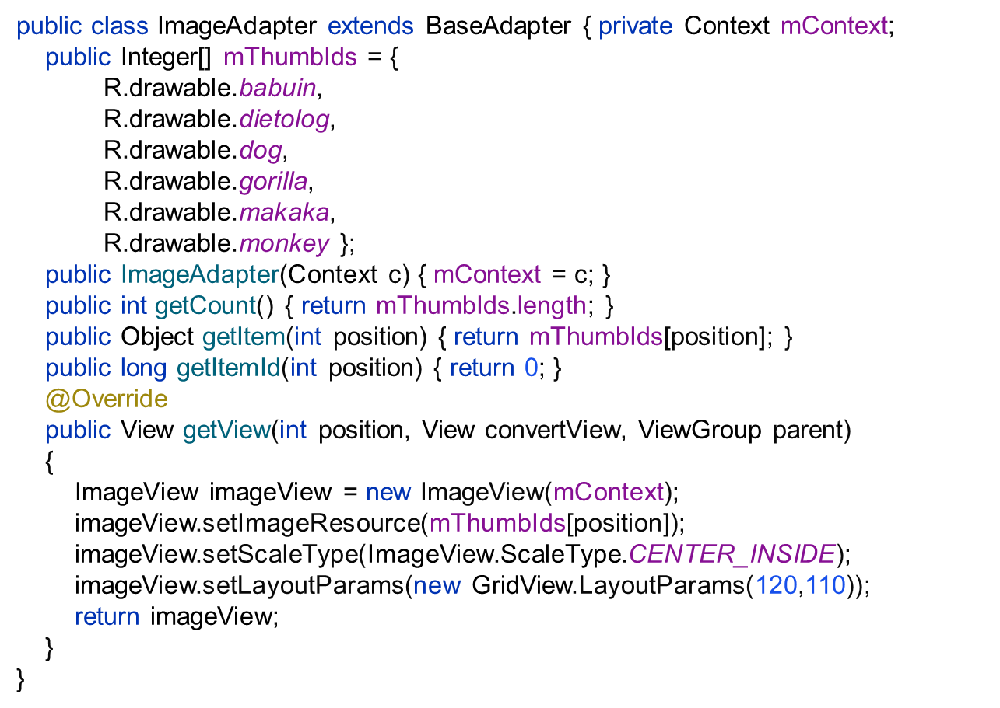 public class ImageAdapter extends BaseAdapter { private Context mContext;
public Integer[] mThumbIds = {
R.drawable.babuin,
R.drawable.dietolog,
R.drawable.dog,
R.drawable.gorilla,
R.drawable.makaka,
R.drawable.monkey };
public ImageAdapter(Context c) { mContext = c; }
public int getCount() { return mThumbIds.length; }
public Object getItem(int position) { return mThumbIds[position]; }
public long getItemId(int position) { return 0; }
@Override
public View getView(int position, View convertView, ViewGroup parent)
{
ImageView imageView = new ImageView(mContext);
imageView.setImageResource(mThumbIds[position]);
imageView.setScaleType(ImageView.ScaleType.CENTER_INSIDE);
imageView.setLayoutParams(new GridView.LayoutParams(120,110));
return imageView;
}
}